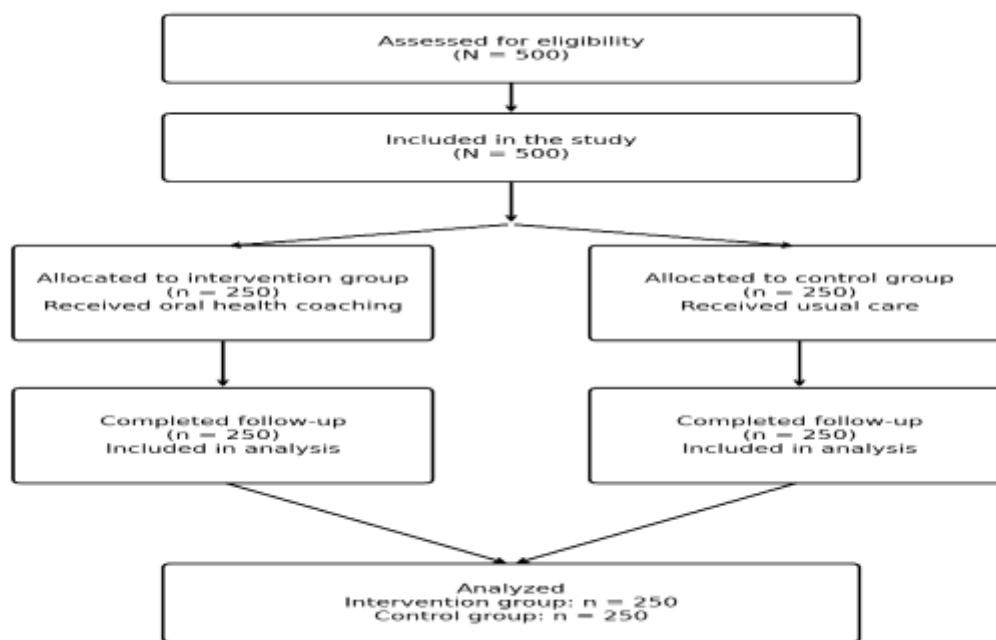 Assessed for eligibility
(N = 500)
Included in the study
(N = 500)
Allocated to intervention group
(n = 250)
Received oral health coaching
Allocated to control group
(n = 250)
Received usual care
Completed follow-up
(n = 250)
Included in analysis
Completed follow-up
(n = 250)
Included in analysis
Analyzed
Intervention group: n = 250
Control group: n = 250